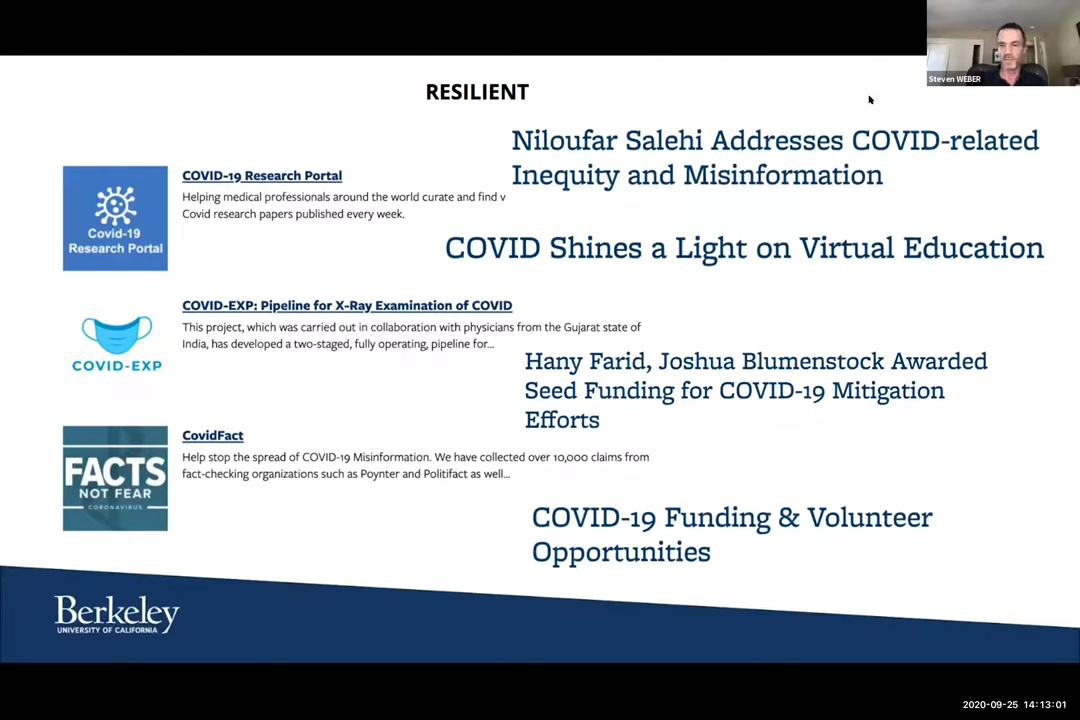 Steven WEBER
RESILIENT
Niloufar Salehi Addresses COVID-related
Inequity and Misinformation
Covid-19
Research Portal
COVID-19 Research Portal
Helping medical professionals around the world curate and find v
Covid research papers published every week.
COVID Shines a Light on Virtual Education
COVID-EXP
COVID-EXP: Pipeline for X-Ray Examination of COVID
This project, which was carried out in collaboration with physicians from the Gujarat state of
India, has developed a two-staged, fully operating, pipeline for...
Hany Farid, Joshua Blumenstock Awarded
Seed Funding for COVID-19 Mitigation
Efforts
FACTS
NOT FEAR
CORONAVIRUS
CovidFact
Help stop the spread of COVID-19 Misinformation. We have collected over 10,000 claims from
fact-checking organizations such as Poynter and Politifact as well...
COVID-19 Funding & Volunteer
Opportunities
Berkeley
UNIVERSITY OF CALIFORNIA
2020-09-25 14:13:01